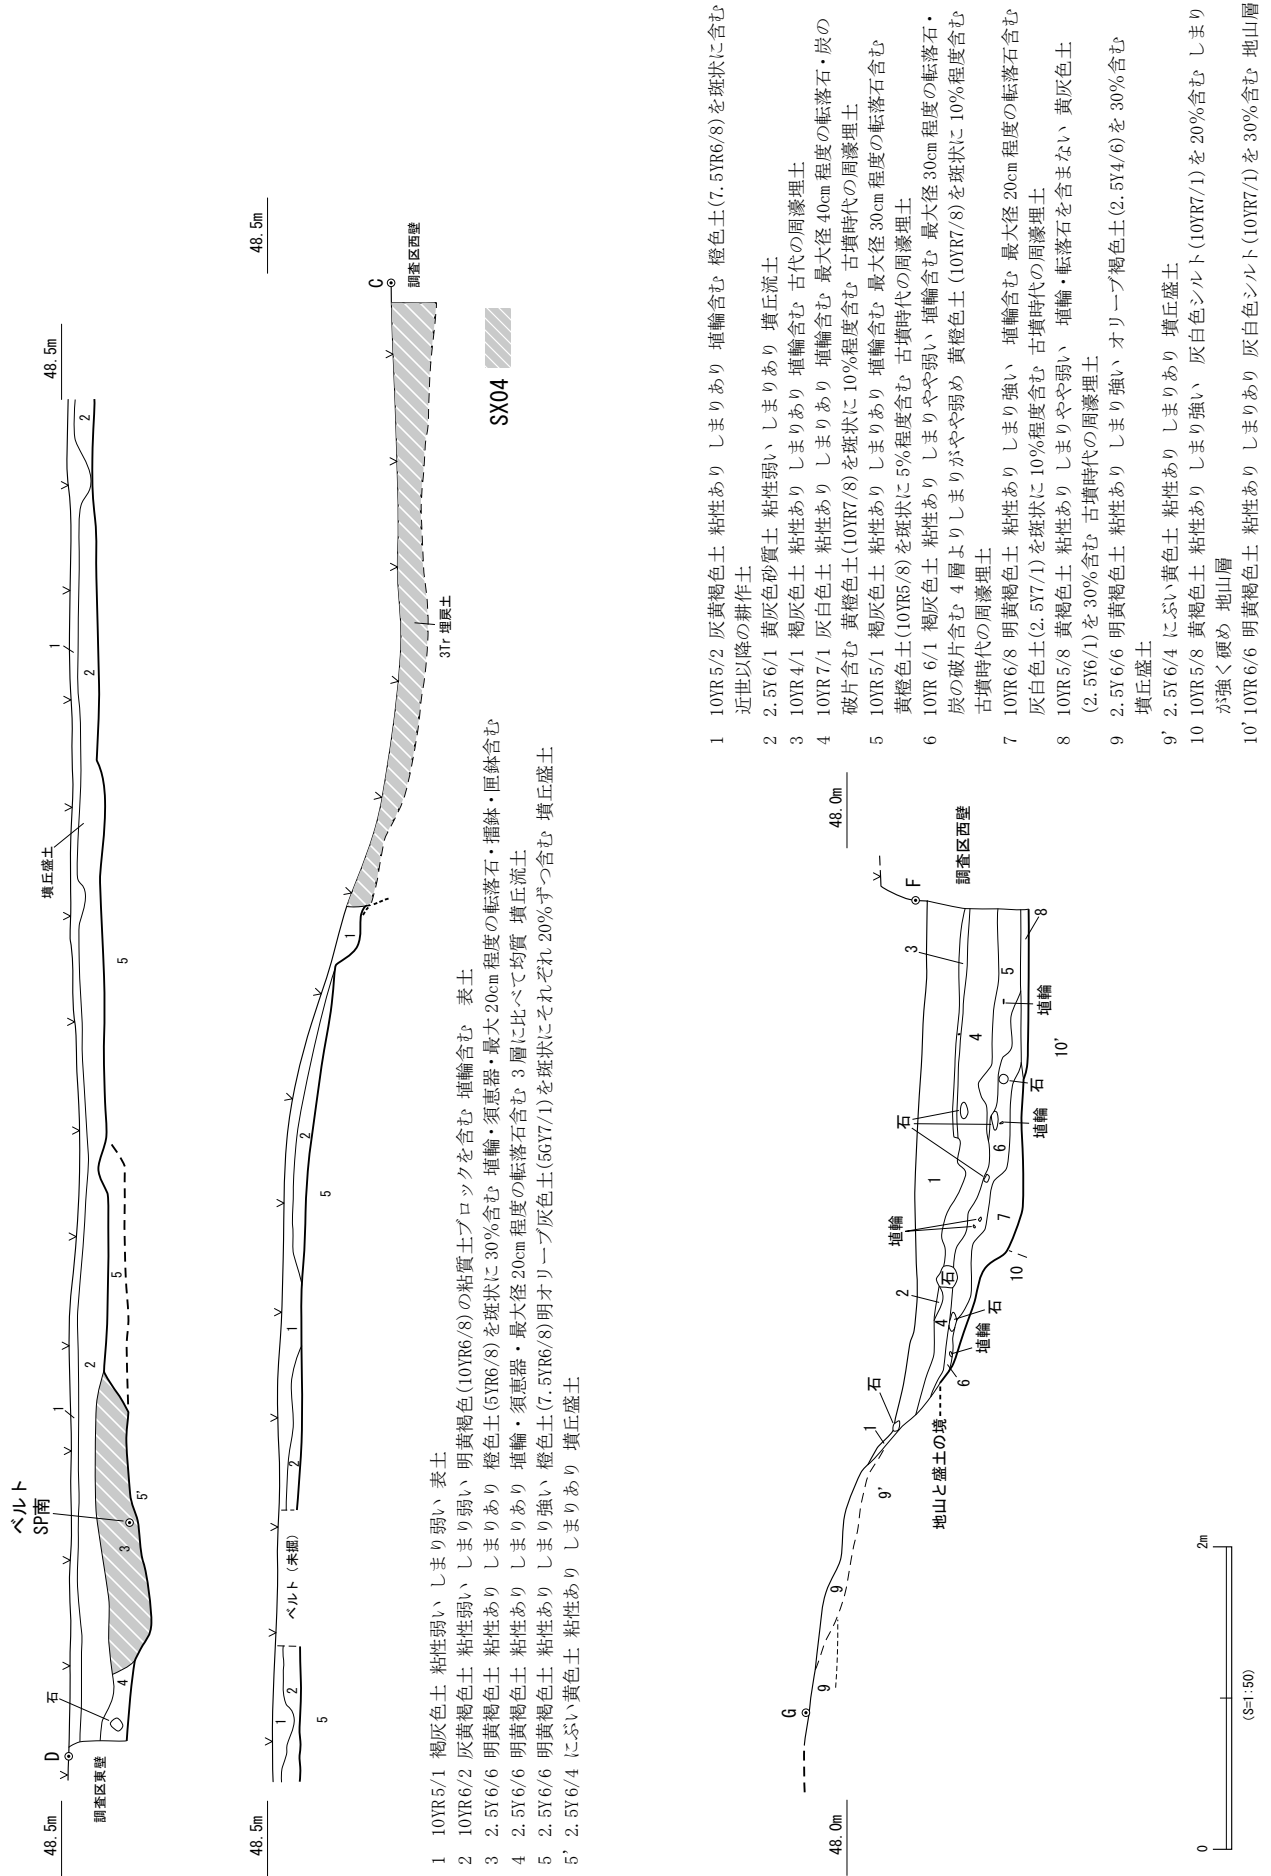 48.5m
48.5m
D
調査区東壁
石
4
3
5'
ベルト
SP南
1
2
5
墳丘盛土
5
1
2
2
48.5m
48.5m
1
2
5
ベルト（未掘）
2
1
2
5
1
3Tr 埋戻土
C
調査区西壁
SX04
1 10YR5/1 褐灰色土 粘性弱い しまり弱い 表土
2 10YR6/2 灰黄褐色土 粘性弱い しまり弱い 明黄褐色(10YR6/8)の粘質土ブロックを含む 埴輪含む 表土
3 2.5Y6/6 明黄褐色土 粘性あり しまりあり 橙色土(5YR6/8)を斑状に30%含む 埴輪・須恵器・最大20cm程度の転落石・擂鉢・匣鉢含む
4 2.5Y6/6 明黄褐色土 粘性あり しまりあり 埴輪・須恵器・最大径20cm程度の転落石含む 3層に比べて均質 墳丘流土
5 2.5Y6/6 明黄褐色土 粘性あり しまり強い 橙色土(7.5YR6/8)明オリーブ灰色土(5GY7/1)を斑状にそれぞれ20%ずつ含む 墳丘盛土
5' 2.5Y6/4 にぶい黄色土 粘性あり しまりあり 墳丘盛土
48.0m
48.0m
G
9
9
9'
1
石
地山と盛土の境
6
埴輪
石
4
2
石
10
7
埴輪
1
6
石
埴輪
石
4
10'
埴輪
3
5
8
F
調査区西壁
0
2m
(S=1:50)
1 10YR5/2 灰黄褐色土 粘性あり しまりあり 埴輪含む 橙色土(7.5YR6/8)を斑状に含む
近世以降の耕作土
2 2.5Y6/1 黄灰色砂質土 粘性弱い しまりあり 墳丘流土
3 10YR4/1 褐灰色土 粘性あり しまりあり 埴輪含む 古代の周濠埋土
4 10YR7/1 灰白色土 粘性あり しまりあり 埴輪含む 最大径40cm程度の転落石・炭の
破片含む 黄橙色土(10YR7/8)を斑状に10%程度含む 古墳時代の周濠埋土
5 10YR5/1 褐灰色土 粘性あり しまりあり 埴輪含む 最大径30cm程度の転落石含む
黄橙色土(10YR5/8)を斑状に5%程度含む 古墳時代の周濠埋土
6 10YR 6/1 褐灰色土 粘性あり しまりやや弱い 埴輪含む 最大径30cm程度の転落石・
炭の破片含む 4層よりしまりがやや弱め 黄橙色土 (10YR7/8)を斑状に10%程度含む
古墳時代の周濠埋土
7 10YR6/8 明黄褐色土 粘性あり しまり強い 埴輪含む 最大径20cm程度の転落石含む
灰白色土(2.5Y7/1)を斑状に10%程度含む 古墳時代の周濠埋土
8 10YR5/8 黄褐色土 粘性あり しまりやや弱い 埴輪・転落石を含まない 黄灰色土
(2.5Y6/1)を30%含む 古墳時代の周濠埋土
9 2.5Y6/6 明黄褐色土 粘性あり しまり強い オリーブ褐色土(2.5Y4/6)を30%含む
墳丘盛土
9' 2.5Y6/4 にぶい黄色土 粘性あり しまりあり 墳丘盛土
10 10YR5/8 黄褐色土 粘性あり しまり強い 灰白色シルト(10YR7/1)を20%含む しまり
が強く硬め 地山層
10' 10YR6/6 明黄褐色土 粘性あり しまりあり 灰白色シルト(10YR7/1)を30%含む 地山層